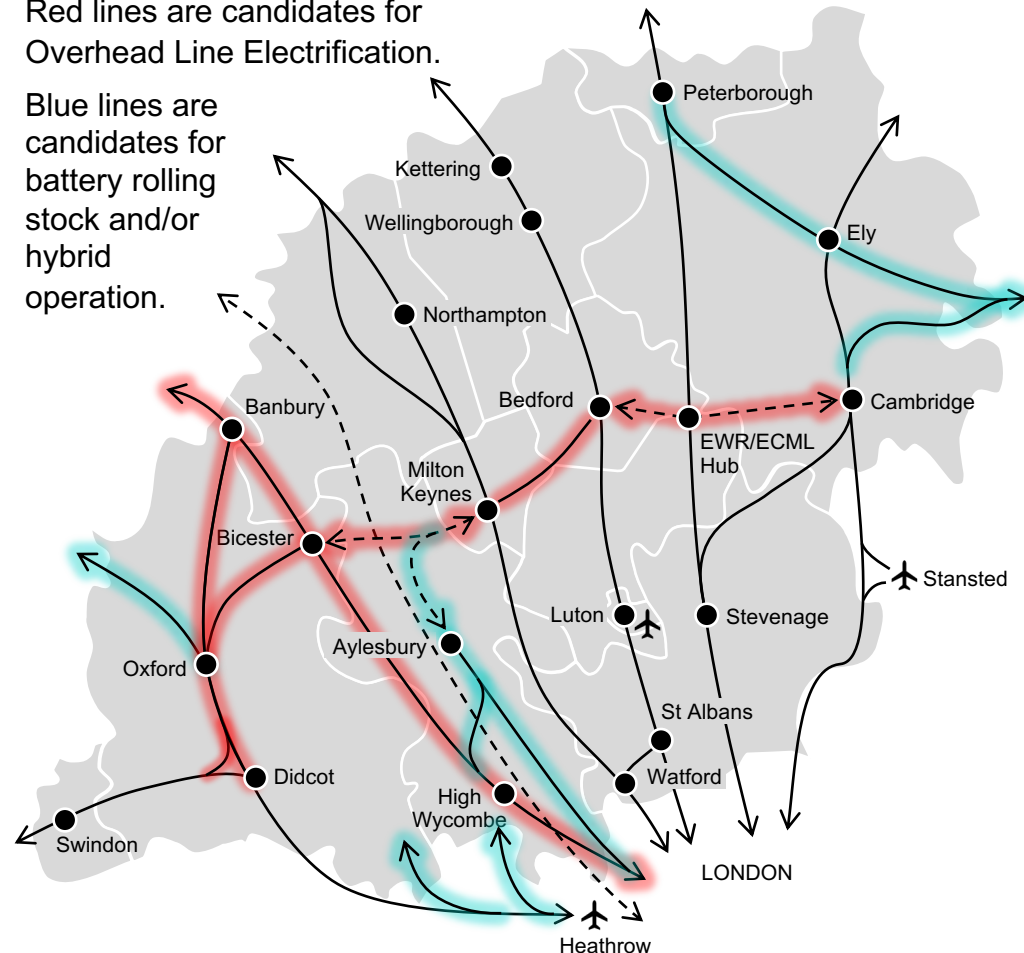 Red lines are candidates for
Overhead Line Electrification.
Blue lines are
candidates for
battery rolling
stock and/or
hybrid
operation.
Peterborough
Kettering
Wellingborough
Ely
Northampton
Banbury
Bedford
Cambridge
EWR/ECML
Hub
Milton
Keynes
Bicester
Stansted
Luton
Stevenage
Aylesbury
Oxford
St Albans
Didcot
Watford
High
Wycombe
Swindon
LONDON
Heathrow